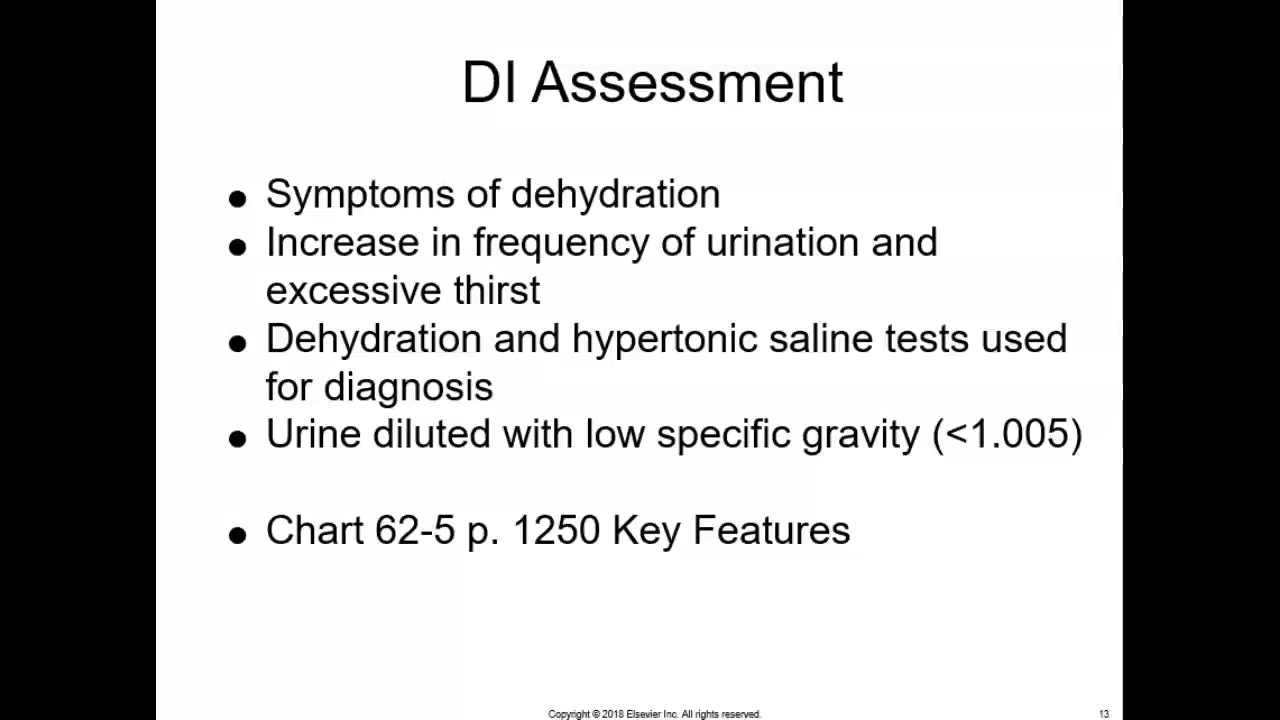 DI Assessment
● Symptoms of dehydration
● Increase in frequency of urination and
excessive thirst
● Dehydration and hypertonic saline tests used
for diagnosis
● Urine diluted with low specific gravity (<1.005)
● Chart 62-5 p. 1250 Key Features
Copyright © 2018 Elsevier Inc. All rights reserved.
13